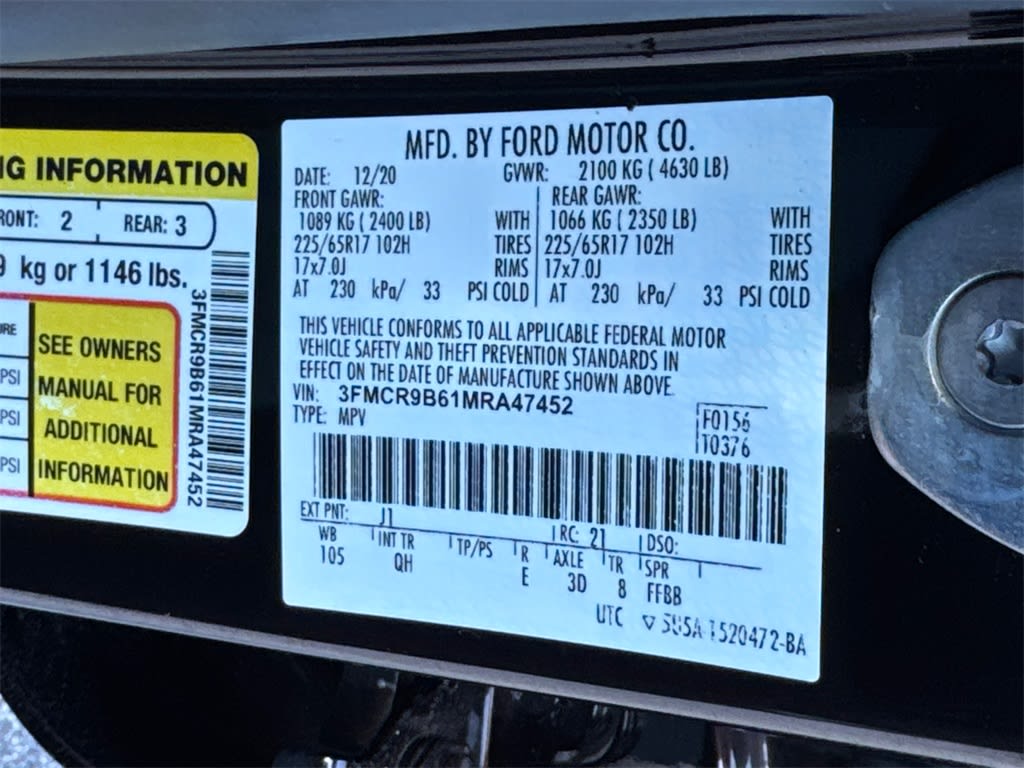 NG INFORMATION
FRONT: 2 REAR: 3
9 kg or 1146 lbs.
URE
PSI
PSI
PSI
SEE OWNERS
MANUAL FOR
ADDITIONAL
INFORMATION
3FMCR9B61MRA47452
MFD. BY FORD MOTOR CO.
DATE: 12/20 GVWR: 2100 KG ( 4630 LB)
FRONT GAWR: REAR GAWR:
1089 KG ( 2400 LB) WITH 1066 KG ( 2350 LB) WITH
225/65R17 102H TIRES 225/65R17 102H TIRES
17x7.0J RIMS 17x7.0J RIMS
AT 230 kPa/ 33 PSI COLD AT 230 kPa/ 33 PSI COLD
THIS VEHICLE CONFORMS TO ALL APPLICABLE FEDERAL MOTOR
VEHICLE SAFETY AND THEFT PREVENTION STANDARDS IN
EFFECT ON THE DATE OF MANUFACTURE SHOWN ABOVE.
VIN: 3FMCR9B61MRA47452
TYPE: MPV
F0156
T0376
EXT PNT: J1 RC: 21 DSO:
WB INT TR TP/PS R AXLE TR SPR
105 QH E 3D 8 FFBB
UTC ▽ 5U5A-1520472-BA